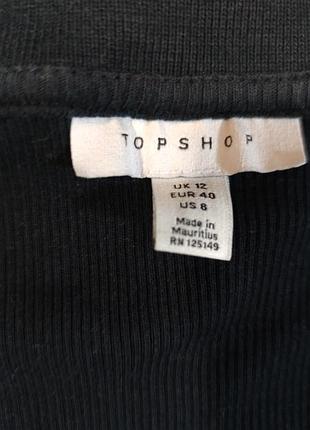 TOPSHOP
UK 12
EUR 40
US 8
Made in
Mauritius
RN 125149